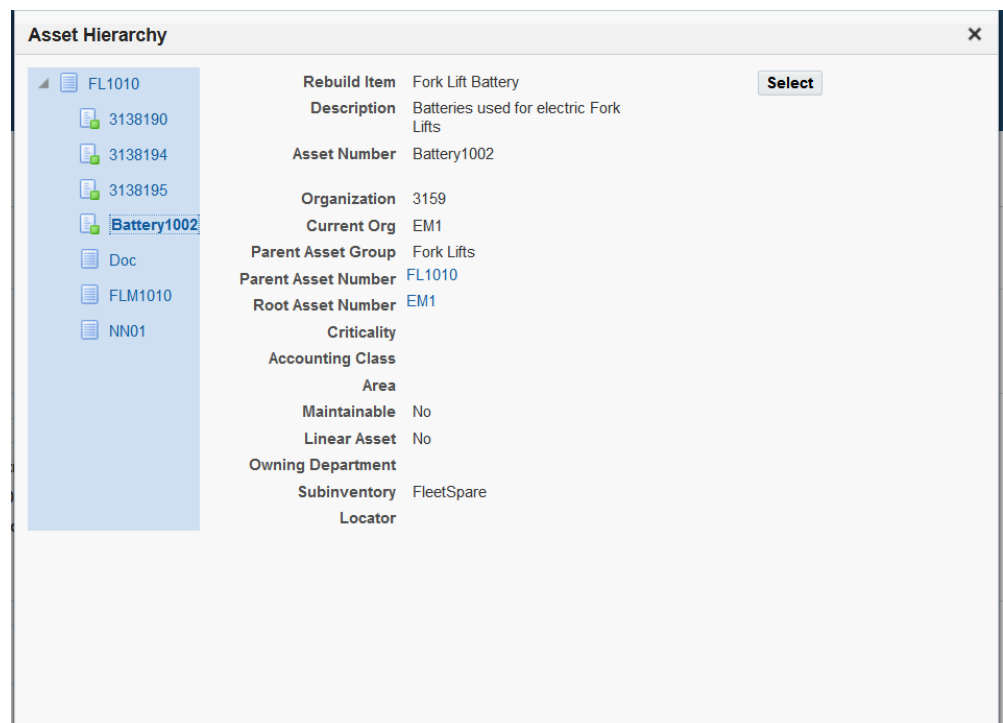 Asset Hierarchy
FL1010
3138190
3138194
3138195
Battery1002
Doc
FLM1010
NN01
Rebuild Item Fork Lift Battery
Description Batteries used for electric Fork
Lifts
Asset Number Battery1002
Organization 3159
Current Org EM1
Parent Asset Group Fork Lifts
Parent Asset Number FL1010
Root Asset Number EM1
Criticality
Accounting Class
Area
Maintainable No
Linear Asset No
Owning Department
Subinventory FleetSpare
Locator
Select